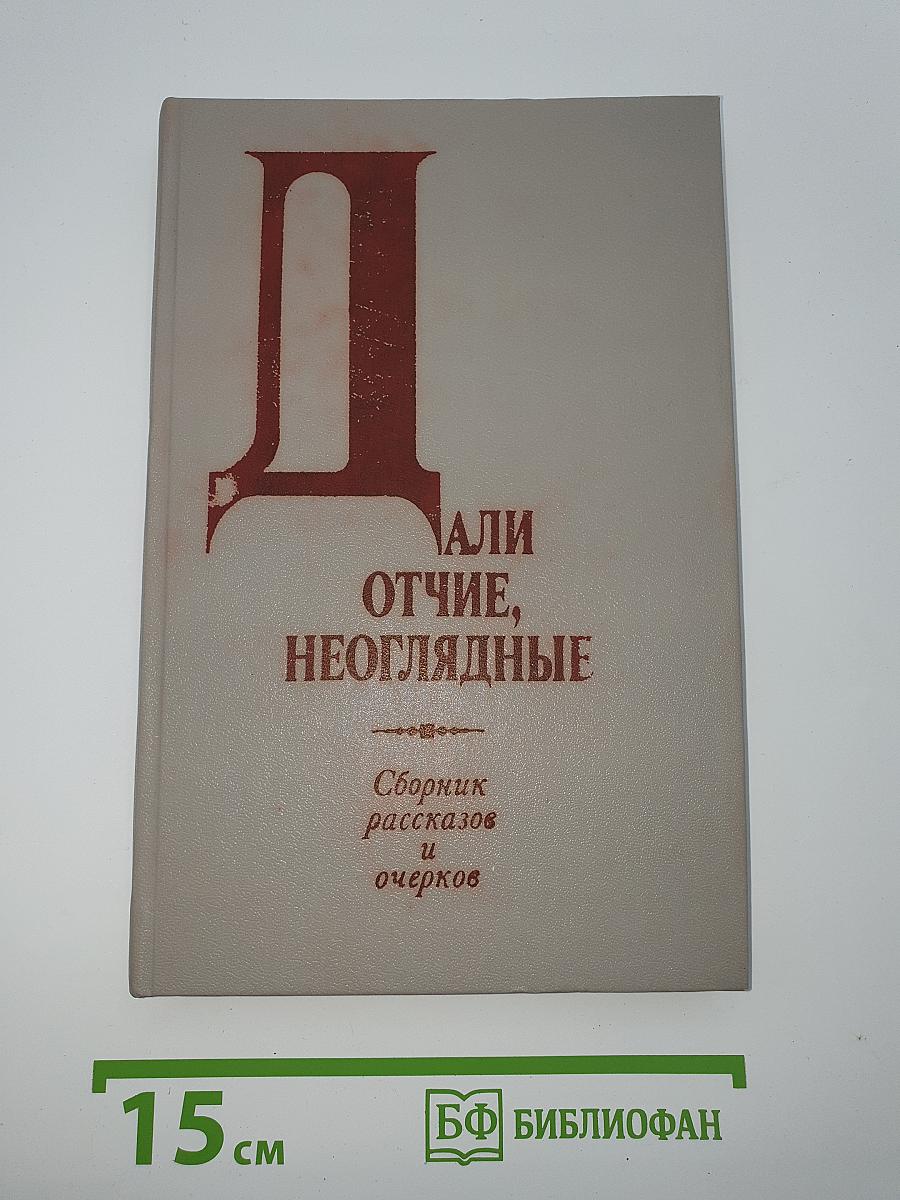 ДАЛИ
ОТЧИЕ,
НЕОГЛЯДНЫЕ
Сборник
рассказов
и
очерков
15 см
БФ БИБЛИОФАН